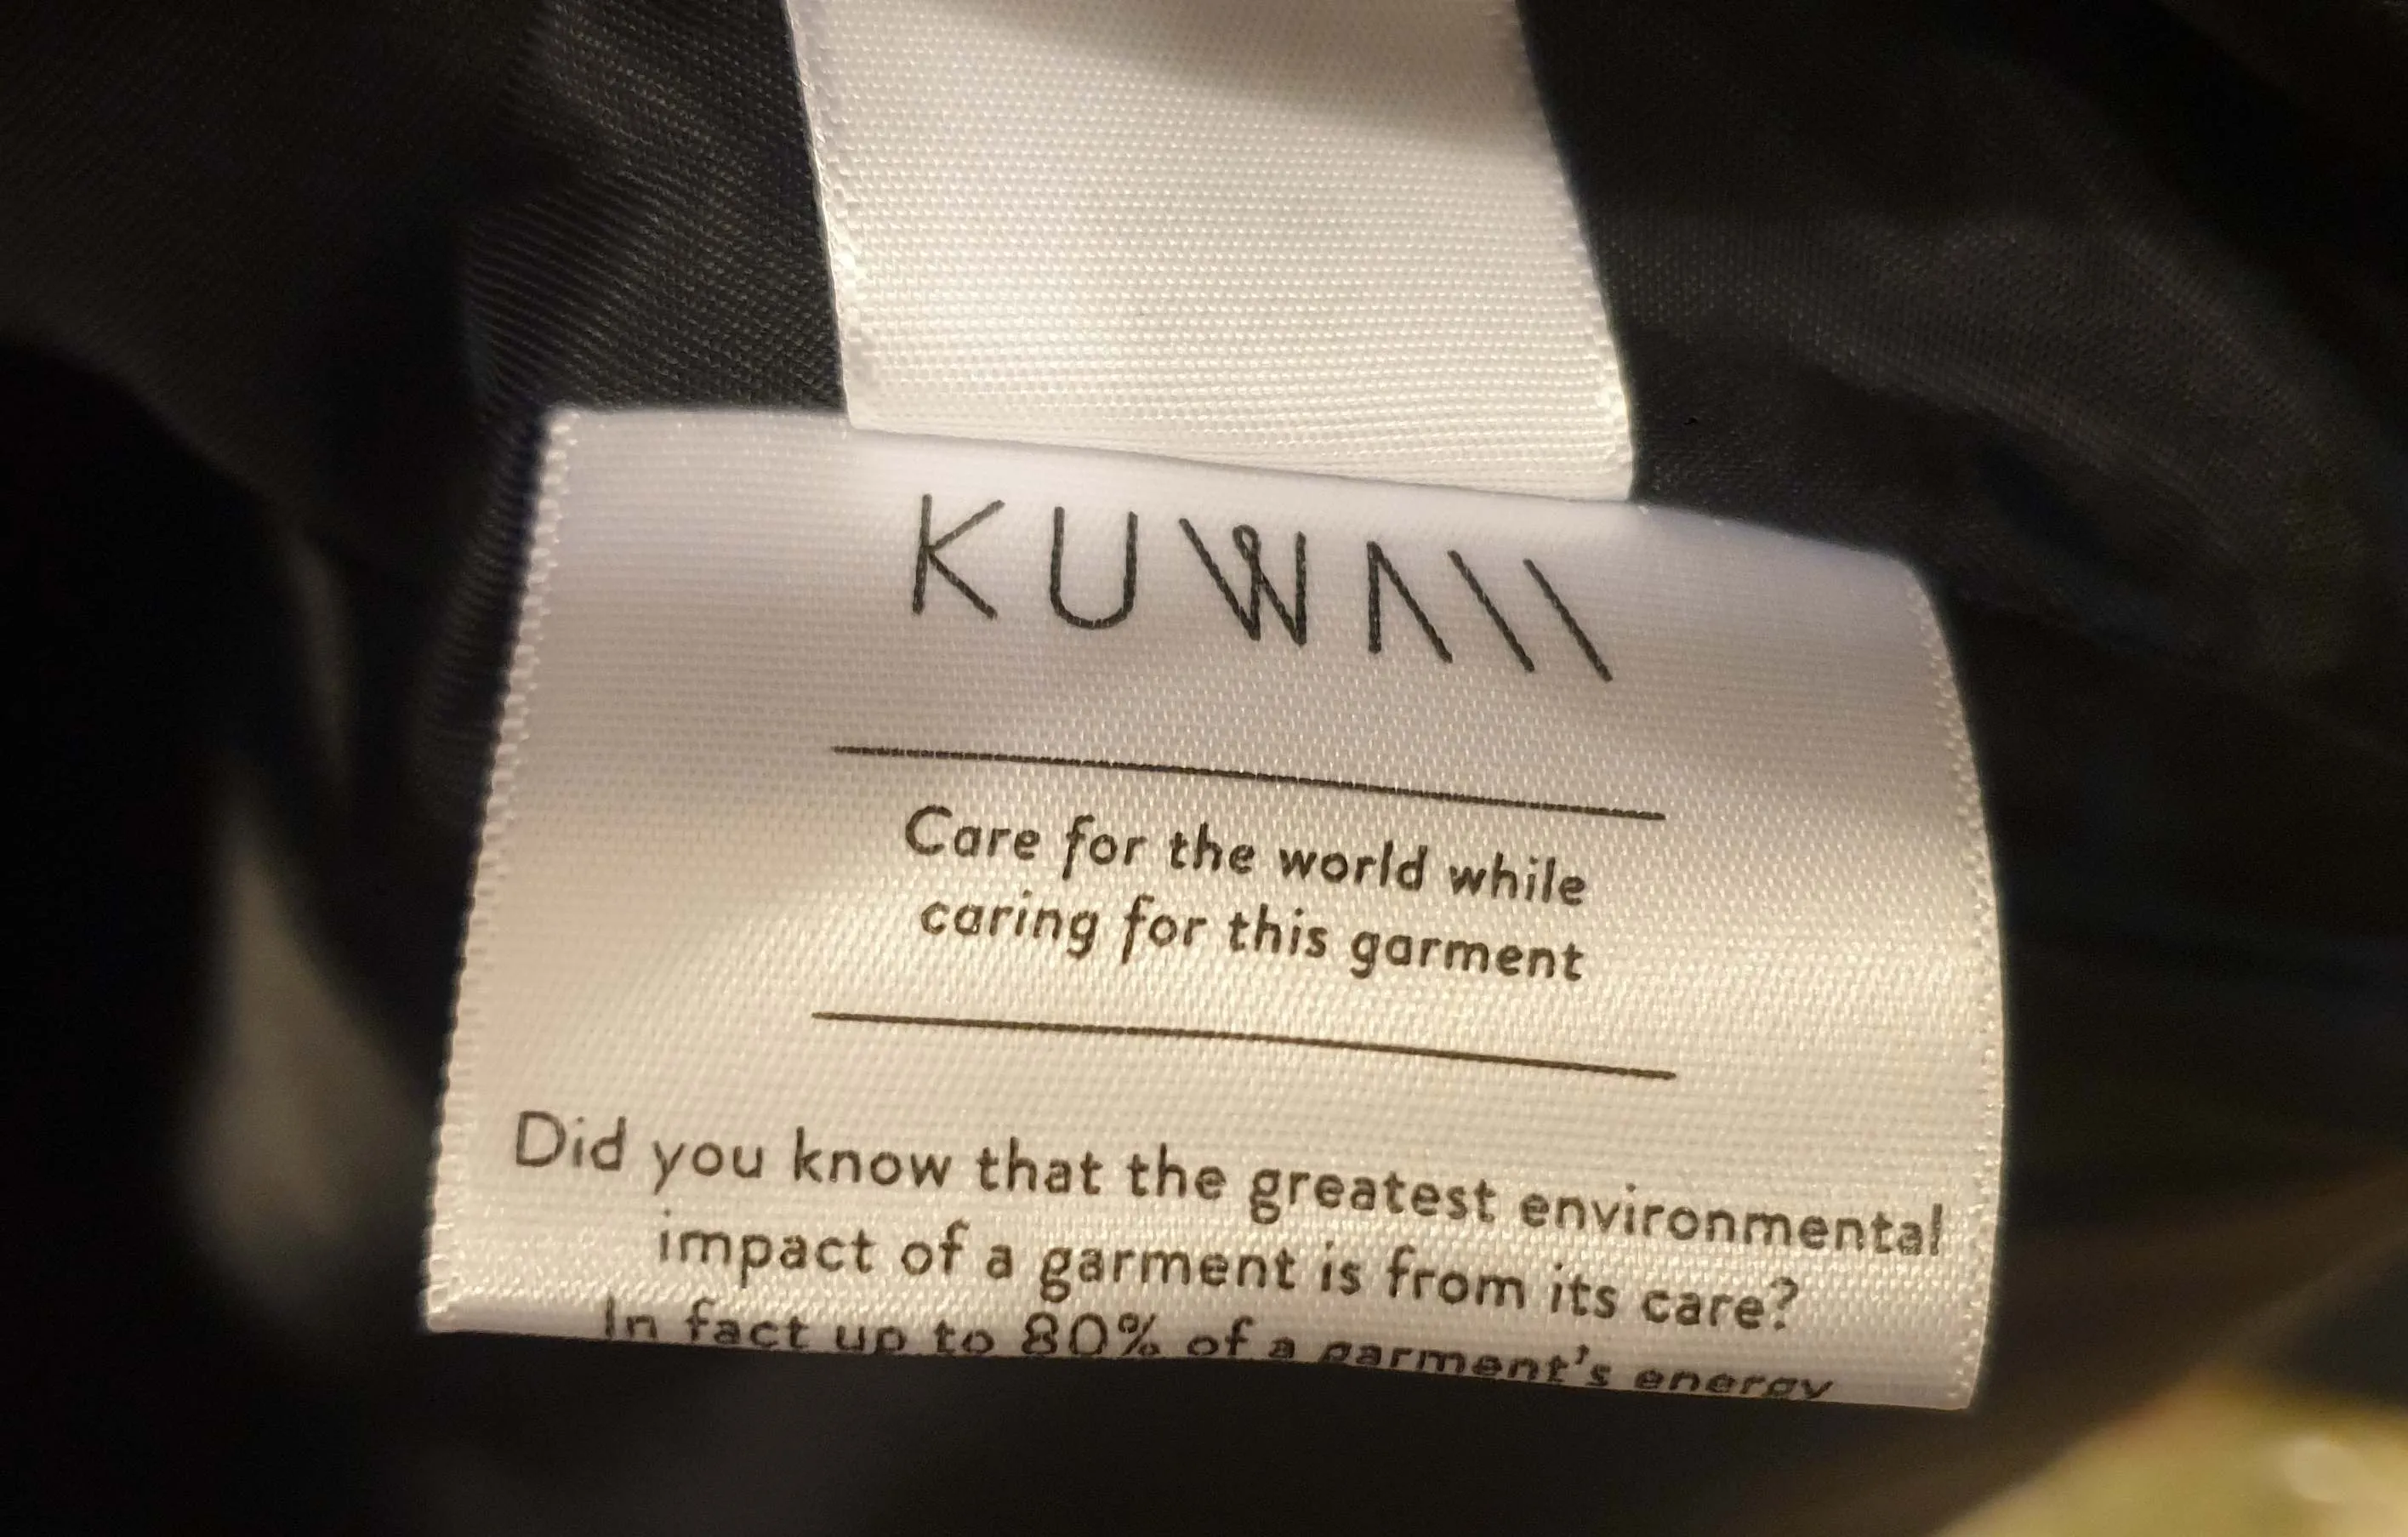 KUWAII
Care for the world while
caring for this garment
Did you know that the greatest environmental
impact of a garment is from its care?
In fact up to 80% of a garment's energy